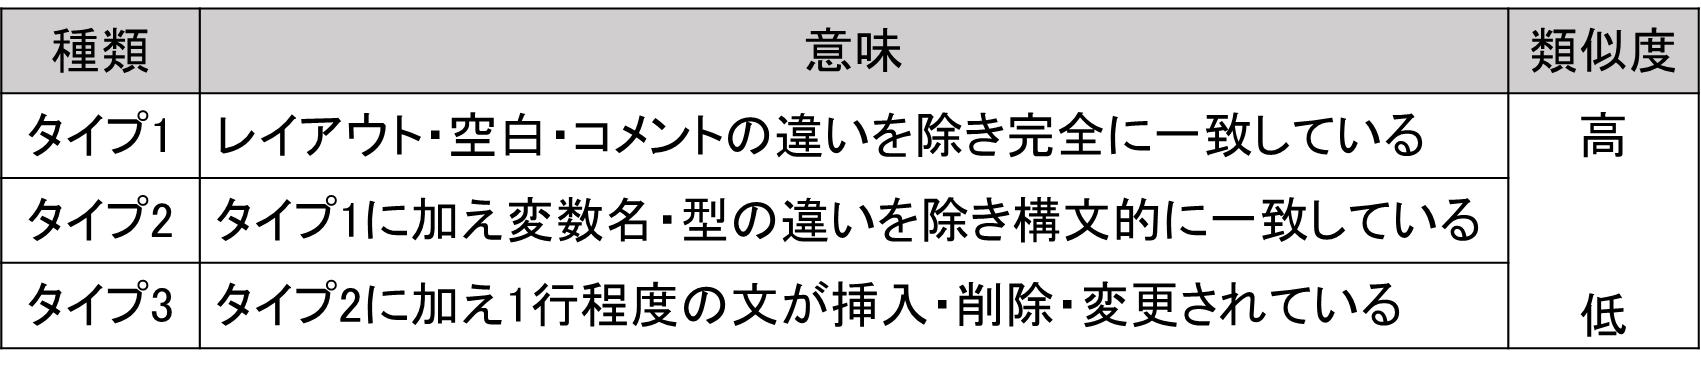 種類 意味 類似度
タイプ1 レイアウト・空白・コメントの違いを除き完全に一致している 高
タイプ2 タイプ1に加え変数名・型の違いを除き構文的に一致している
タイプ3 タイプ2に加え1行程度の文が挿入・削除・変更されている 低